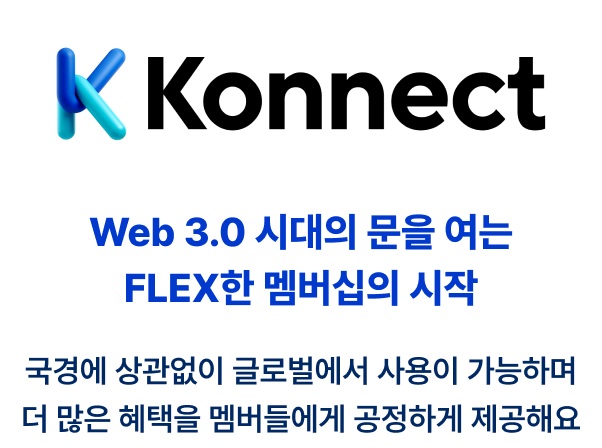 Konnect
Web 3.0 시대의 문을 여는
FLEX한 멤버십의 시작
국경에 상관없이 글로벌에서 사용이 가능하며
더 많은 혜택을 멤버들에게 공정하게 제공해요